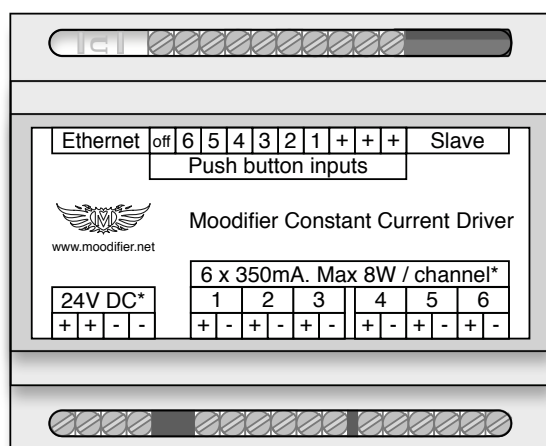 Ethernet off 6 5 4 3 2 1 + + + Slave
Push button inputs
Moodifier Constant Current Driver
www.moodifier.net
6 x 350mA. Max 8W / channel*
24V DC* 1 2 3 4 5 6
+ + - - + - + - + - + - + - + -